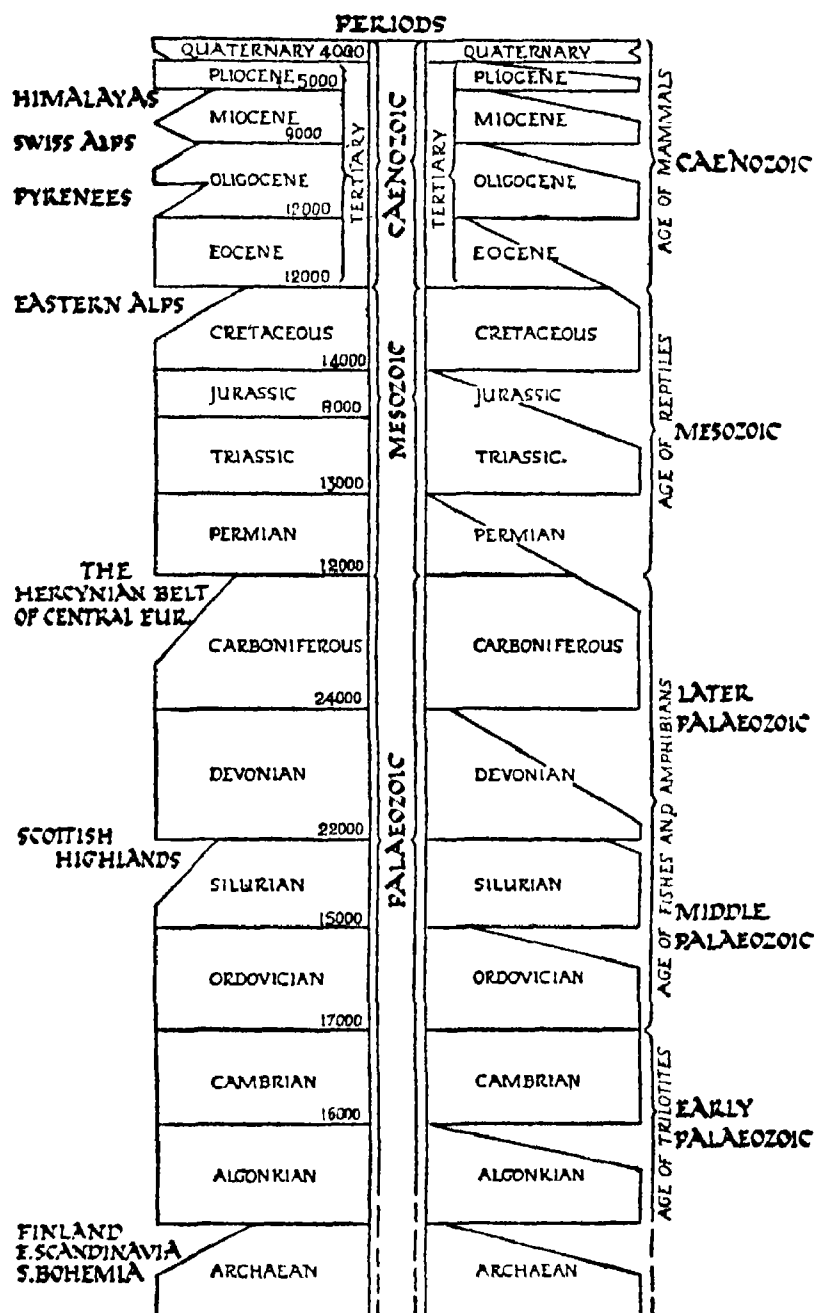 PERIODS
QUATERNARY 4000
QUATERNARY
PLIOCENE
5000
PLIOCENE
HIMALAYAS
MIOCENE
9000
MIOCENE
SWISS ALPS
OLIGOCENE
12000
OLIGOCENE
PYRENEES
EOCENE
12000
EOCENE
TERTIARY
CAENOZOIC
TERTIARY
AGE OF MAMMALS
CAENOZOIC
EASTERN ALPS
CRETACEOUS
14000
CRETACEOUS
JURASSIC
8000
JURASSIC
TRIASSIC
13000
TRIASSIC.
PERMIAN
12000
PERMIAN
MESOZOIC
AGE OF REPTILES
MESOZOIC
THE
HERCYNIAN BELT
OF CENTRAL EUR.
CARBONIFEROUS
24000
CARBONIFEROUS
DEVONIAN
22000
DEVONIAN
LATER
PALAEOZOIC
SCOTTISH
HIGHLANDS
SILURIAN
15000
SILURIAN
PALAEOZOIC
AGE OF FISHES AND AMPHIBIANS
MIDDLE
PALAEOZOIC
ORDOVICIAN
17000
ORDOVICIAN
CAMBRIAN
16000
CAMBRIAN
EARLY
PALAEOZOIC
AGE OF TRILOTITES
ALGONKIAN
ALGONKIAN
FINLAND
E.SCANDINAVIA
S.BOHEMIA
ARCHAEAN
ARCHAEAN